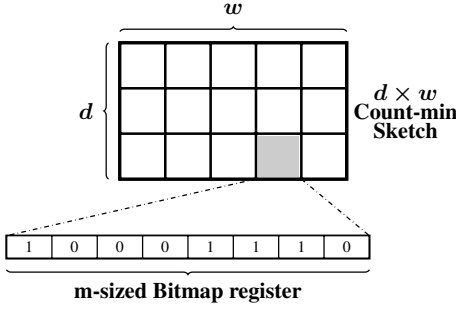 w
d
d × w
Count-min
Sketch
1 0 0 0 1 1 1 0
m-sized Bitmap register